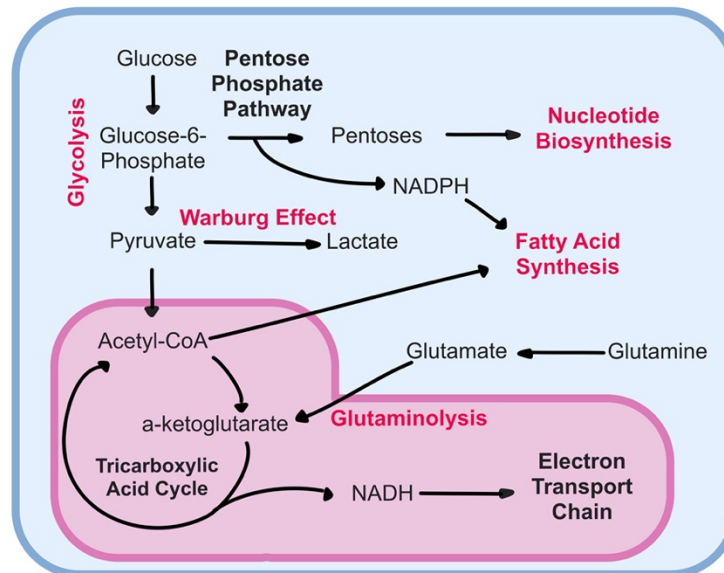 Glucose
Pentose
Phosphate
Pathway
Glycolysis
Glucose-6-
Phosphate
Pentoses
Nucleotide
Biosynthesis
NADPH
Warburg Effect
Pyruvate
Lactate
Fatty Acid
Synthesis
Acetyl-CoA
Glutamate
Glutamine
a-ketoglutarate
Glutaminolysis
Tricarboxylic
Acid Cycle
NADH
Electron
Transport
Chain